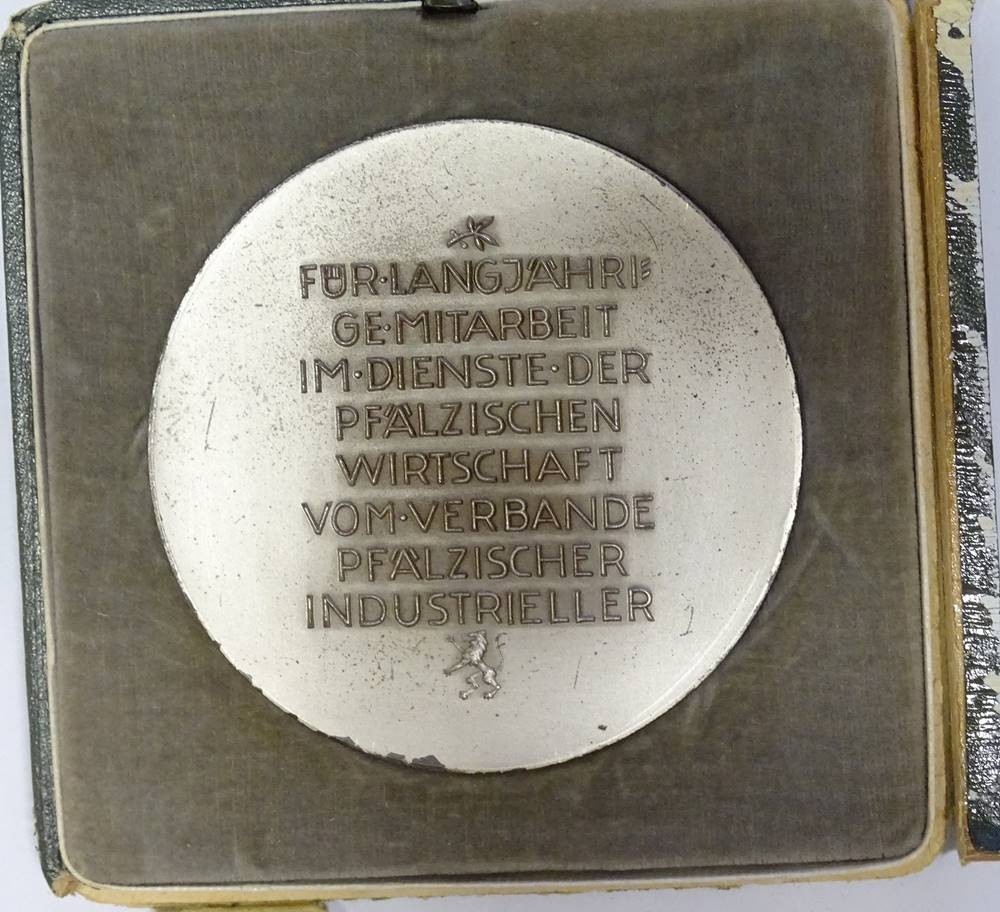 FÜR·LANGJÄHRI=
GE·MITARBEIT
IM·DIENSTE·DER
PFÄLZISCHEN
WIRTSCHAFT
VOM·VERBANDE
PFÄLZISCHER
INDUSTRIELLER